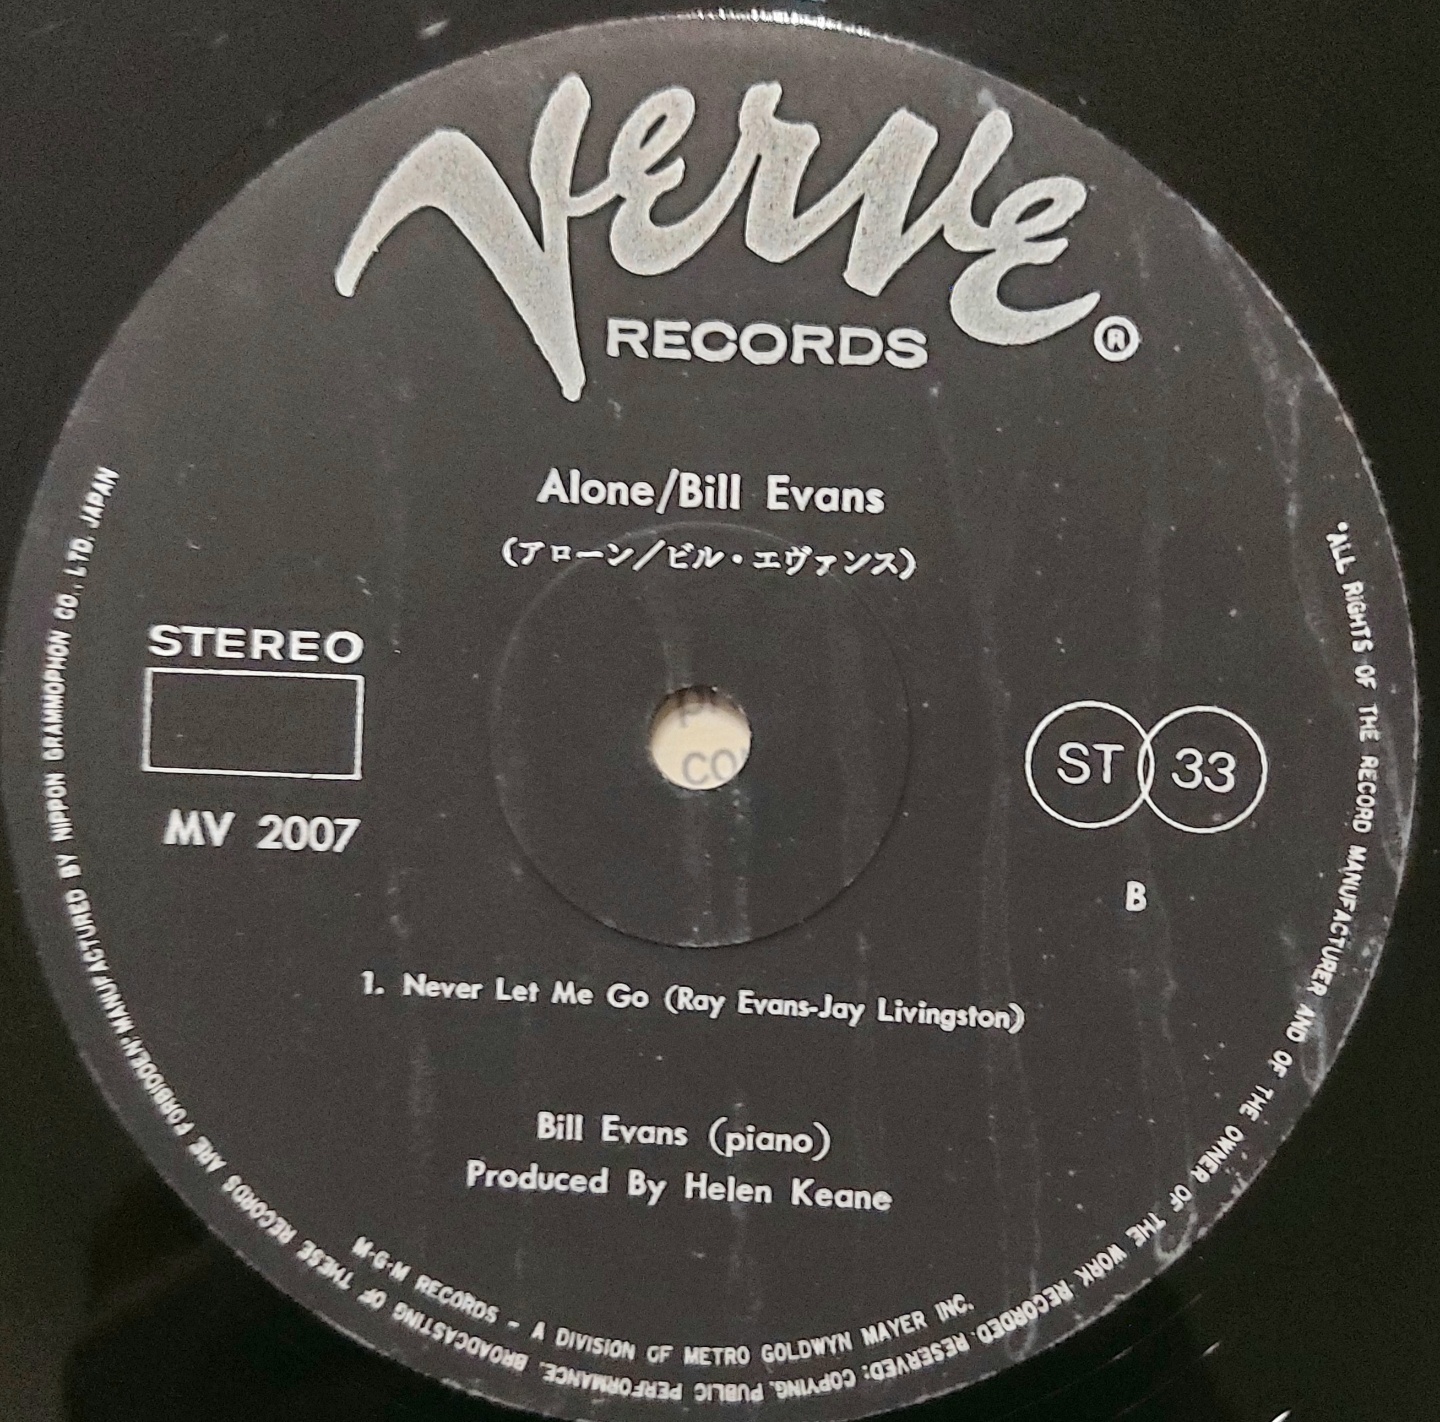 Verve
RECORDS ®
Alone/Bill Evans
(アローン/ビル・エヴァンス)
STEREO
MV 2007
ST 33
B
co
1. Never Let Me Go (Ray Evans-Jay Livingston)
Bill Evans (piano)
Produced By Helen Keane
M-G-M RECORDS - A DIVISION OF METRO GOLDWYN MAYER INC.
•ALL RIGHTS OF THE RECORD MANUFACTURER AND OF THE OWNER OF THE WORK RECORDED RESERVED: COPYING, PUBLIC PERFORMANCE, BROADCASTING OF THESE RECORDS ARE FORBIDDEN•MANUFACTURED BY NIPPON GRAMMOPHON CO., LTD. JAPAN